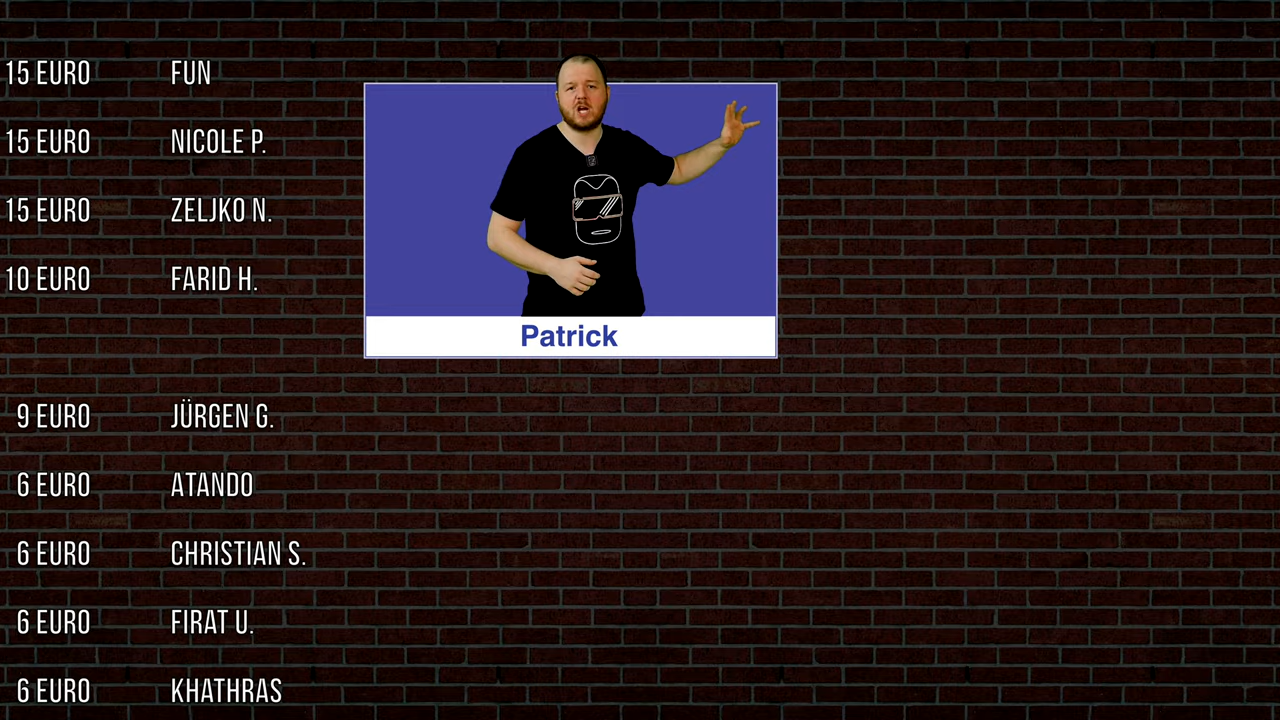 15 EURO FUN
15 EURO NICOLE P.
15 EURO ZELJKO N.
10 EURO FARID H.
Patrick
9 EURO JÜRGEN G.
6 EURO ATANDO
6 EURO CHRISTIAN S.
6 EURO FIRAT U.
6 EURO KHATHRAS